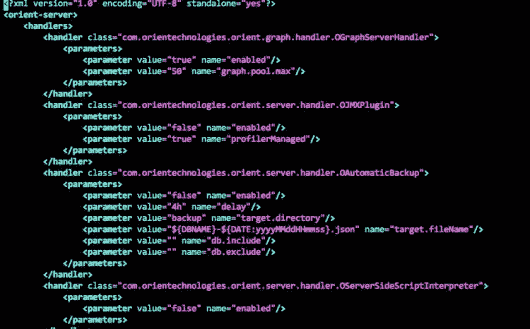 <?xml version="1.0" encoding="UTF-8" standalone="yes"?>
<orient-server>
    <handlers>
        <handler class="com.orientechnologies.orient.graph.handler.OGraphServerHandler">
            <parameters>
                <parameter value="true" name="enabled"/>
                <parameter value="50" name="graph.pool.max"/>
            </parameters>
        </handler>
        <handler class="com.orientechnologies.orient.server.handler.OJMXPlugin">
            <parameters>
                <parameter value="false" name="enabled"/>
                <parameter value="true" name="profilerManaged"/>
            </parameters>
        </handler>
        <handler class="com.orientechnologies.orient.server.handler.OAutomaticBackup">
            <parameters>
                <parameter value="false" name="enabled"/>
                <parameter value="4h" name="delay"/>
                <parameter value="backup" name="target.directory"/>
                <parameter value="${DBNAME}-${DATE:yyyyMMddHHmmss}.json" name="target.fileName"/>
                <parameter value="" name="db.include"/>
                <parameter value="" name="db.exclude"/>
            </parameters>
        </handler>
        <handler class="com.orientechnologies.orient.server.handler.OServerSideScriptInterpreter">
            <parameters>
                <parameter value="false" name="enabled"/>